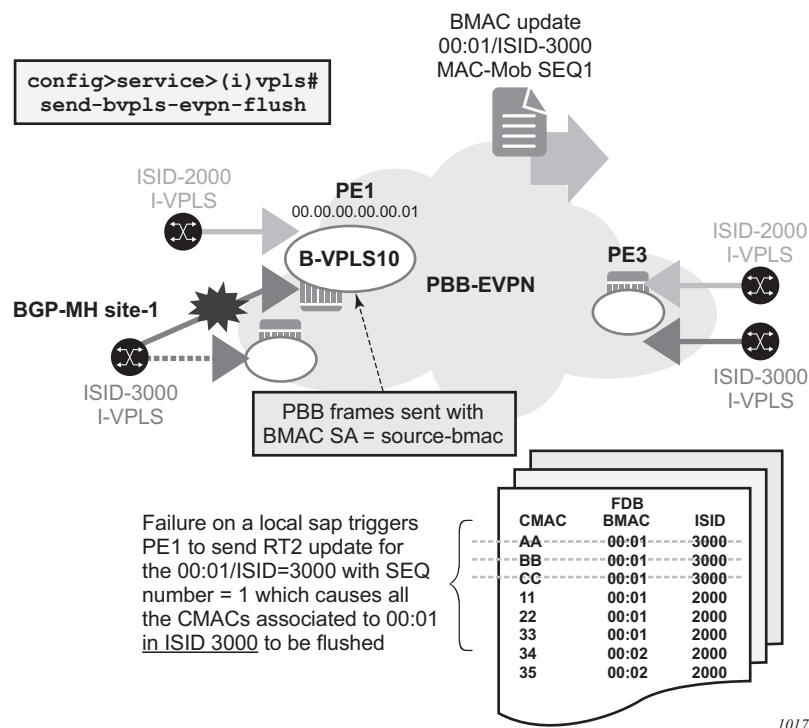 BMAC update
00:01/ISID-3000
MAC-Mob SEQ1
config>service>(i)vpls#
send-bvpls-evpn-flush
ISID-2000
I-VPLS
PE1
00.00.00.00.00.01
B-VPLS10
PBB-EVPN
PE3
ISID-2000
I-VPLS
BGP-MH site-1
ISID-3000
I-VPLS
ISID-3000
I-VPLS
PBB frames sent with
BMAC SA = source-bmac
Failure on a local sap triggers
PE1 to send RT2 update for
the 00:01/ISID=3000 with SEQ
number = 1 which causes all
the CMACs associated to 00:01
in ISID 3000 to be flushed
FDB
CMAC BMAC ISID
AA 00:01 3000
BB 00:01 3000
CC 00:01 3000
11 00:01 2000
22 00:01 2000
33 00:01 2000
34 00:02 2000
35 00:02 2000
1017